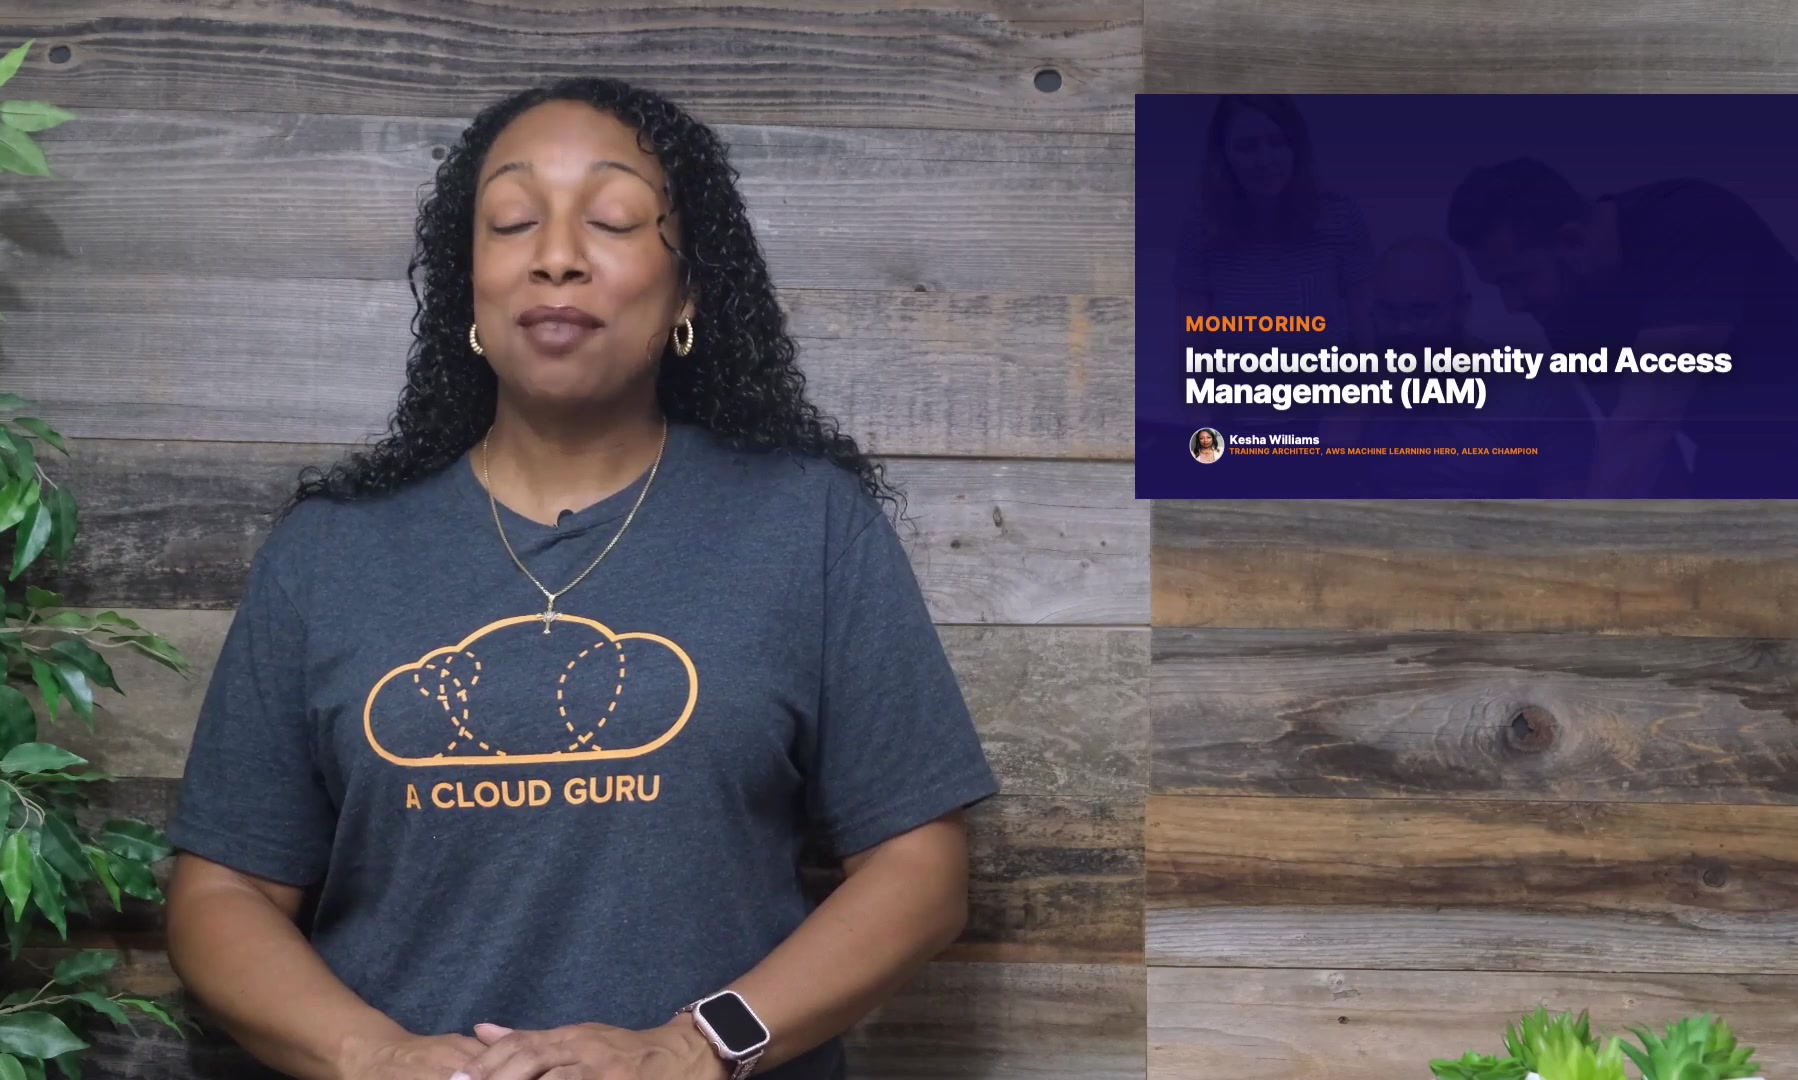 MONITORING
Introduction to Identity and Access
Management (IAM)
Kesha Williams
TRAINING ARCHITECT, AWS MACHINE LEARNING HERO, ALEXA CHAMPION
A CLOUD GURU